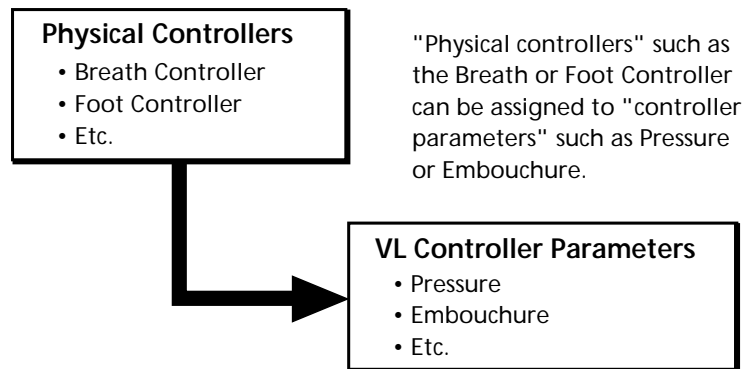 Physical Controllers
• Breath Controller
• Foot Controller
• Etc.
"Physical controllers" such as
the Breath or Foot Controller
can be assigned to "controller
parameters" such as Pressure
or Embouchure.
VL Controller Parameters
• Pressure
• Embouchure
• Etc.